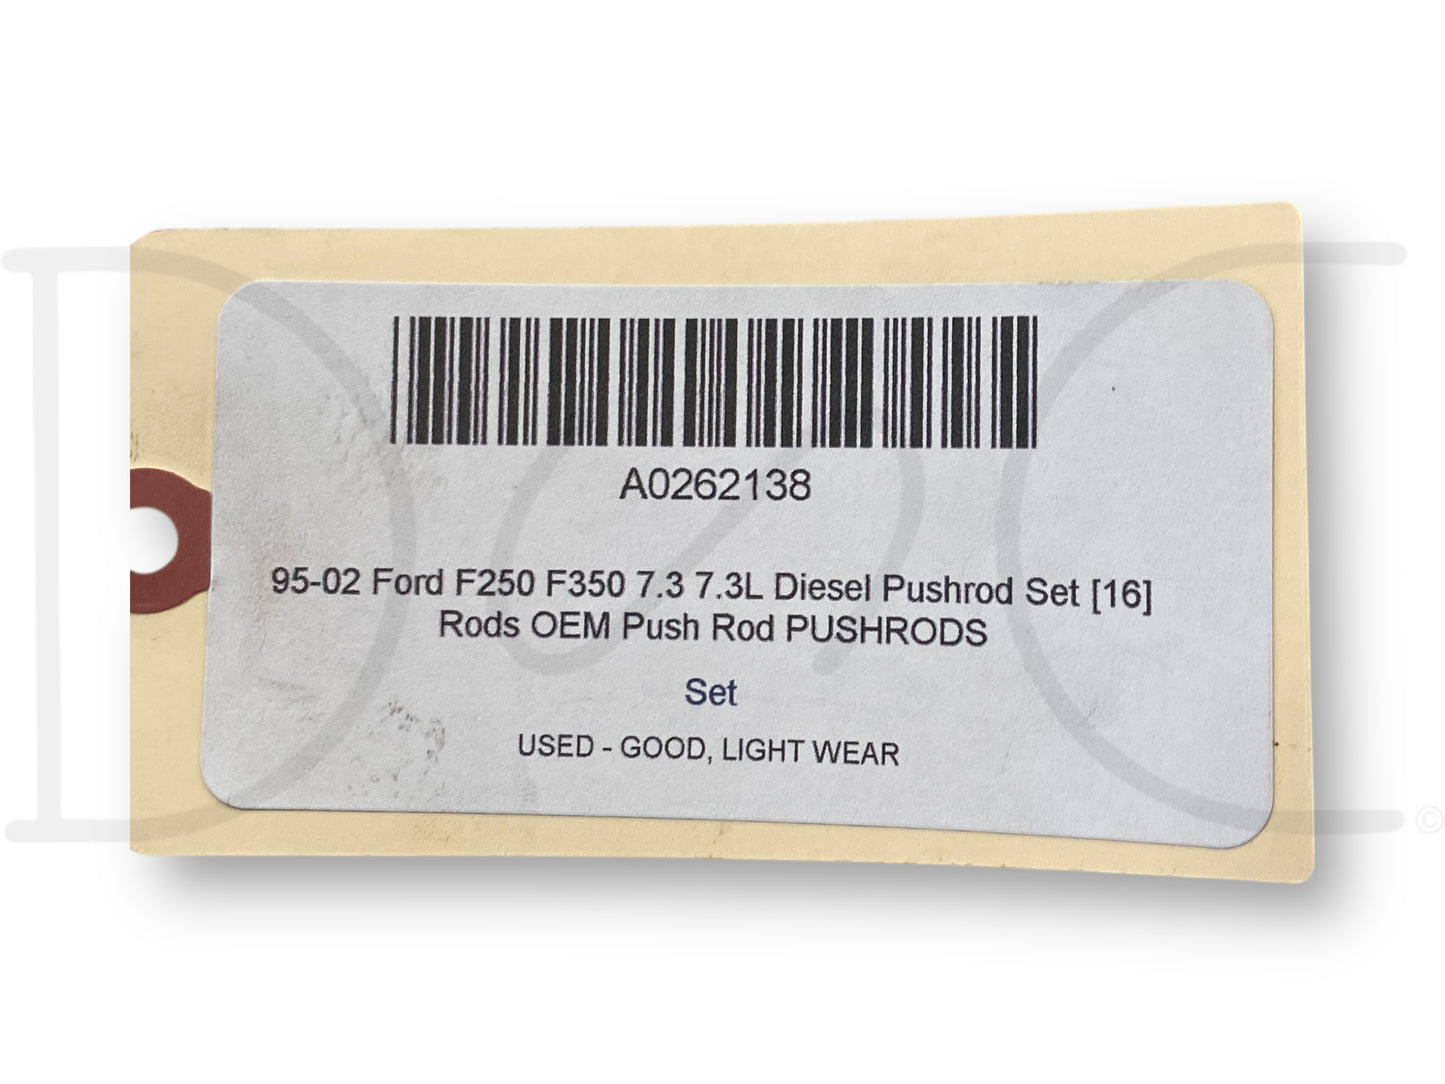 A0262138
95-02 Ford F250 F350 7.3 7.3L Diesel Pushrod Set [16]
Rods OEM Push Rod PUSHRODS
Set
USED - GOOD, LIGHT WEAR
©